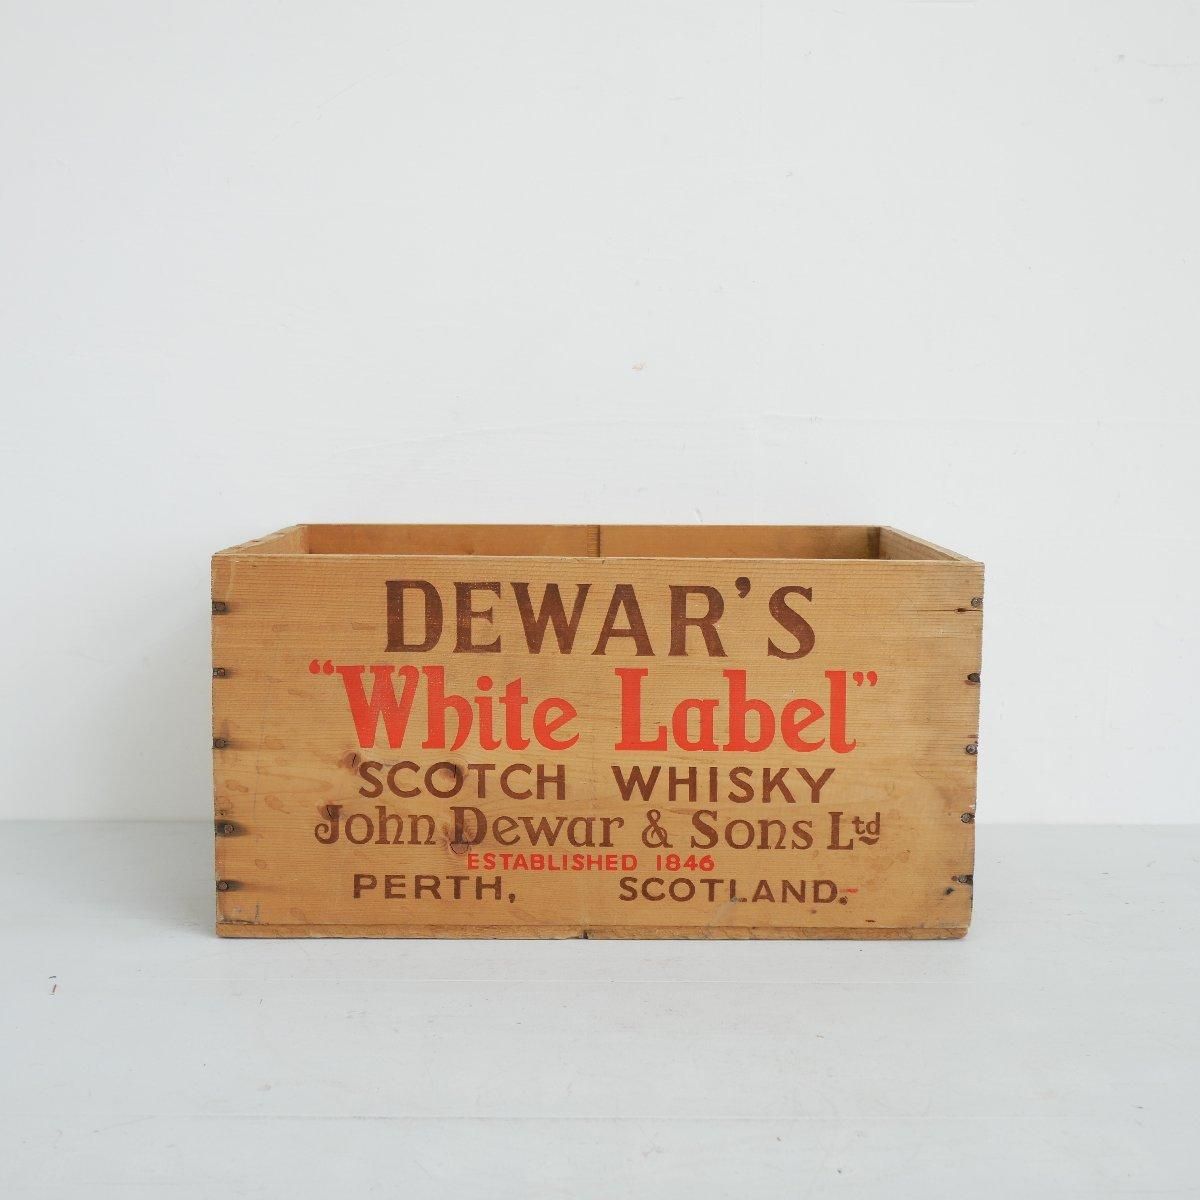 DEWAR'S
"White Label"
SCOTCH WHISKY
John Dewar & Sons Ltd
ESTABLISHED 1846
PERTH, SCOTLAND.